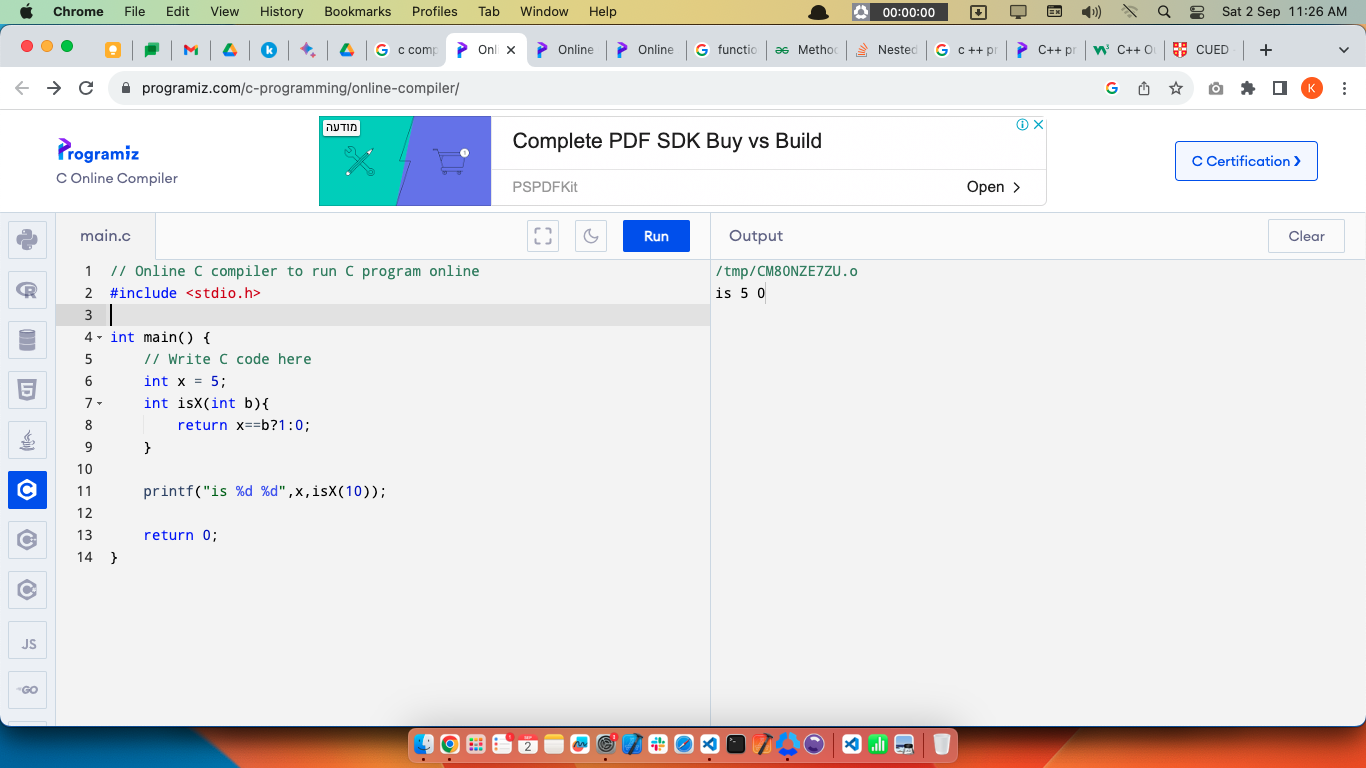 Chrome File Edit View History Bookmarks Profiles Tab Window Help 00:00:00 Sat 2 Sep 11:26 AM
c comp Onl Online Online functio Metho Nested c ++ pr C++ pr C++ O CUED
programiz.com/c-programming/online-compiler/ K
Programiz
C Online Compiler
מודעה
Complete PDF SDK Buy vs Build
PSPDFKit Open
C Certification
main.c Run Output Clear
1 // Online C compiler to run C program online
2 #include <stdio.h>
3
4 int main() {
5 // Write C code here
6 int x = 5;
7 int isX(int b){
8 return x==b?1:0;
9 }
10
11 printf("is %d %d",x,isX(10));
12
13 return 0;
14 }
/tmp/CM80NZE7ZU.o
is 5 0
JS
GO